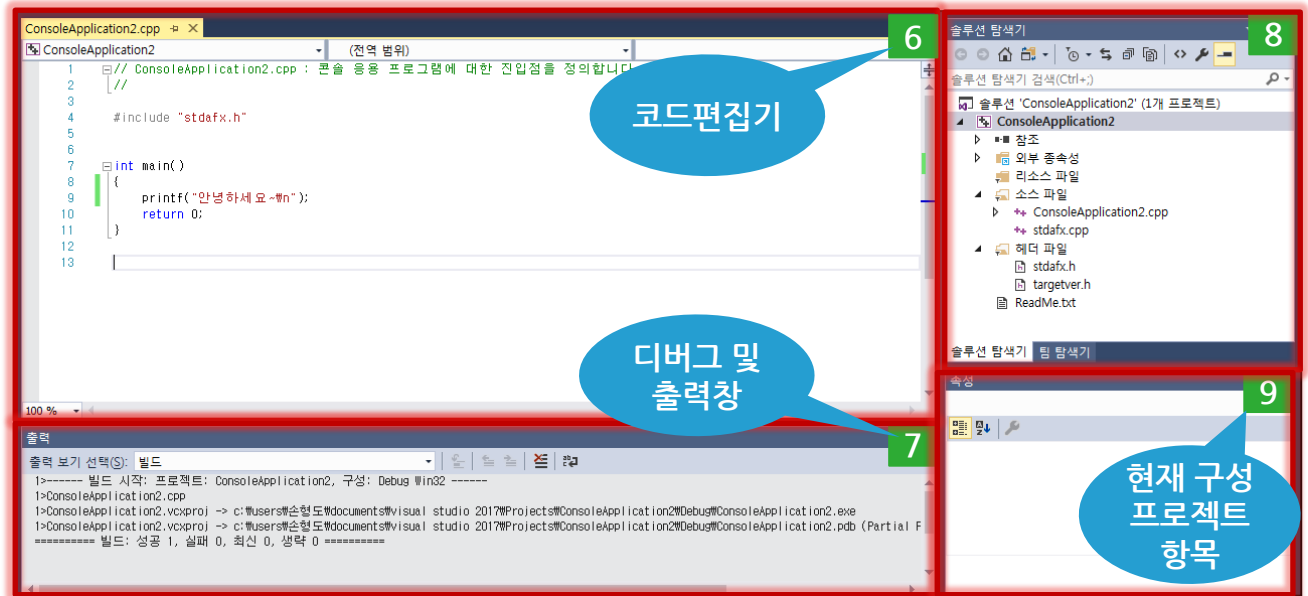 ConsoleApplication2.cpp
ConsoleApplication2
(전역 범위)
6
1 // ConsoleApplication2.cpp : 콘솔 응용 프로그램에 대한 진입점을 정의합니다
2 //
3
4 #include "stdafx.h"
5
6
7 int main()
8 {
9 printf("안녕하세요~₩n");
10 return 0;
11 }
12
13
코드편집기
디버그 및
출력창
100 %
출력
7
출력 보기 선택(S): 빌드
1>------ 빌드 시작: 프로젝트: ConsoleApplication2, 구성: Debug Win32 ------
1>ConsoleApplication2.cpp
1>ConsoleApplication2.vcxproj -> c:₩users₩손형도₩documents₩visual studio 2017₩Projects₩ConsoleApplication2₩Debug₩ConsoleApplication2.exe
1>ConsoleApplication2.vcxproj -> c:₩users₩손형도₩documents₩visual studio 2017₩Projects₩ConsoleApplication2₩Debug₩ConsoleApplication2.pdb (Partial F
========== 빌드: 성공 1, 실패 0, 최신 0, 생략 0 ==========
솔루션 탐색기
8
솔루션 탐색기 검색(Ctrl+;)
솔루션 'ConsoleApplication2' (1개 프로젝트)
ConsoleApplication2
참조
외부 종속성
리소스 파일
소스 파일
ConsoleApplication2.cpp
stdafx.cpp
헤더 파일
stdafx.h
targetver.h
ReadMe.txt
솔루션 탐색기 팀 탐색기
속성
9
현재 구성
프로젝트
항목